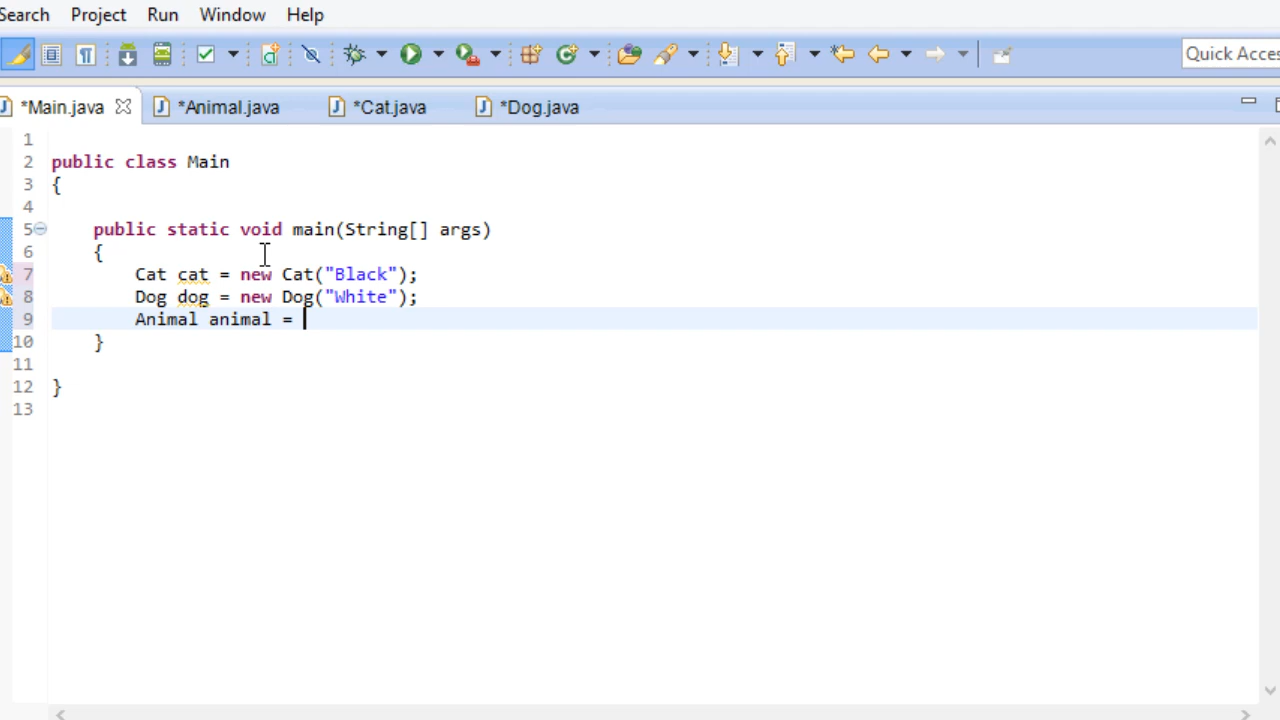 Search Project Run Window Help
Quick Acces
*Main.java *Animal.java *Cat.java *Dog.java
1
2 public class Main
3 {
4
5 public static void main(String[] args)
6 {
7 Cat cat = new Cat("Black");
8 Dog dog = new Dog("White");
9 Animal animal =
10 }
11
12 }
13